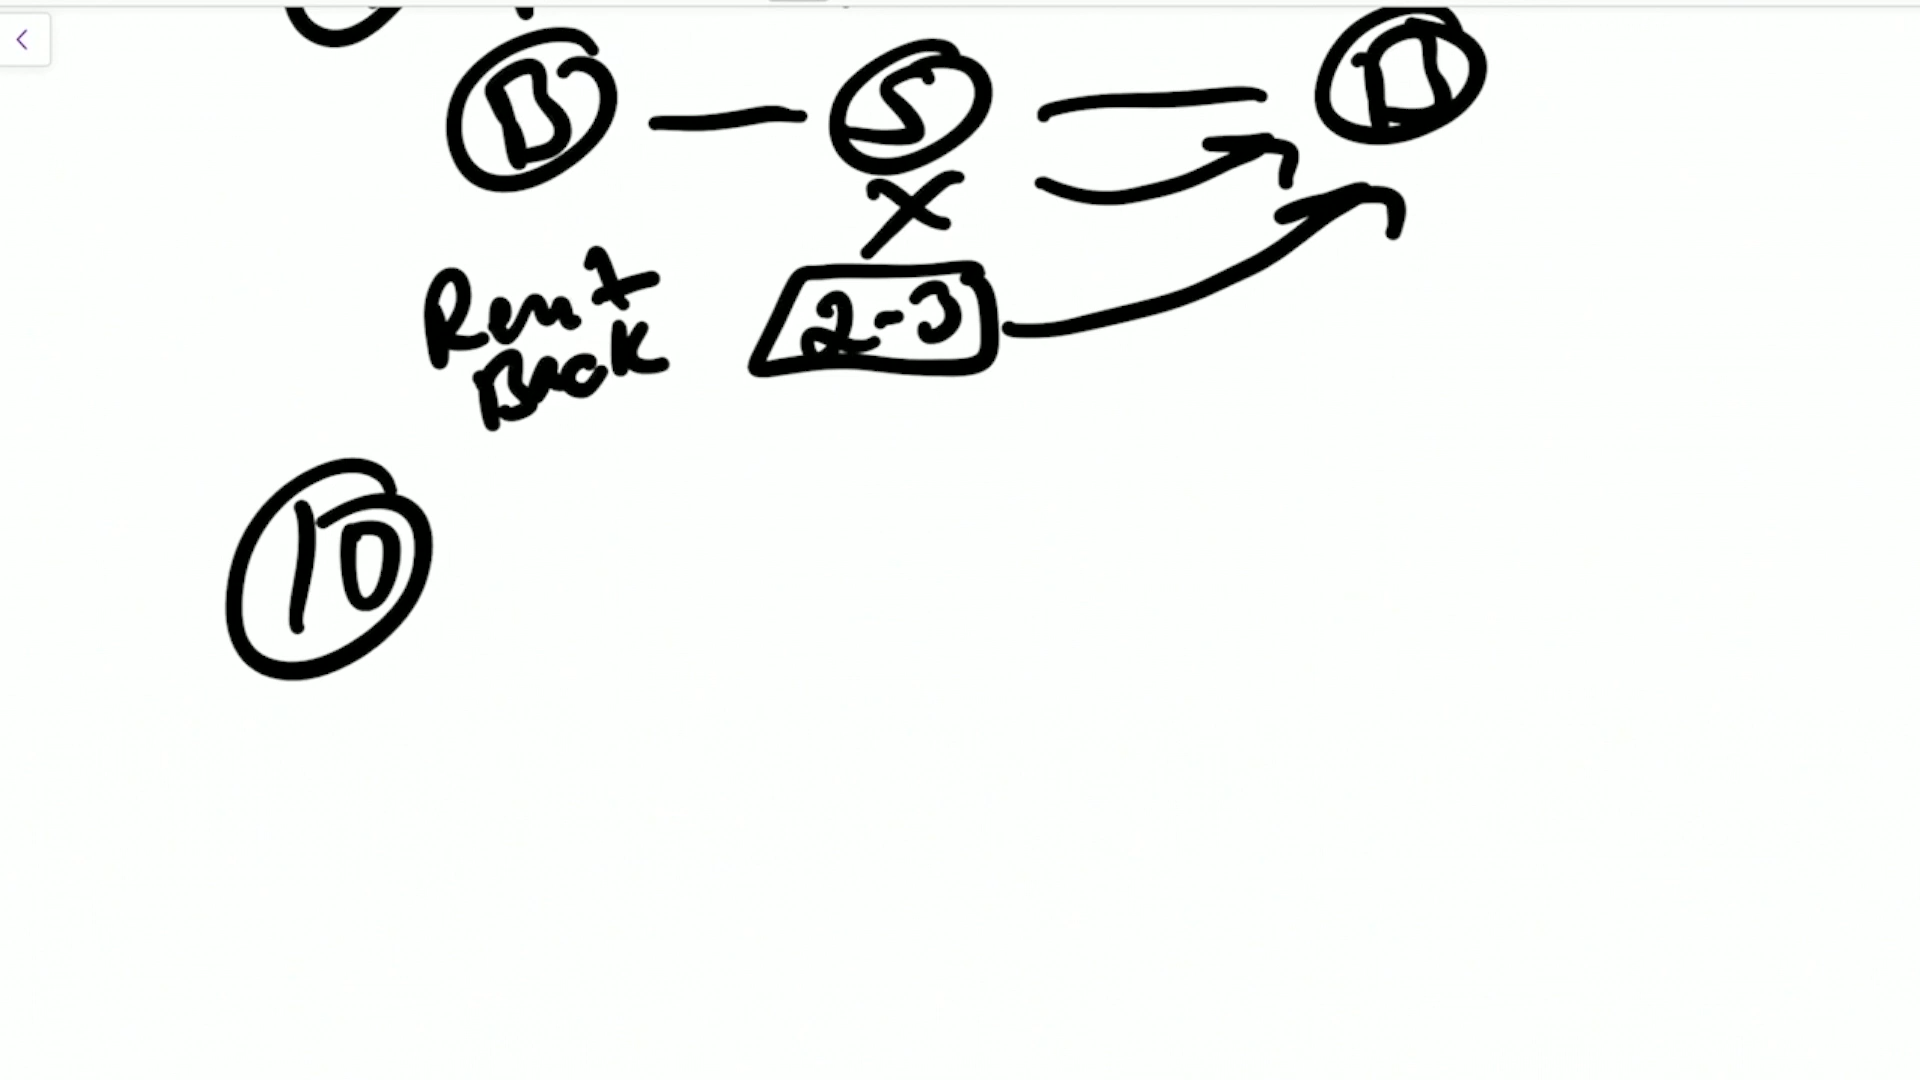 B — S — D
X
Rent
Back
2-3
10